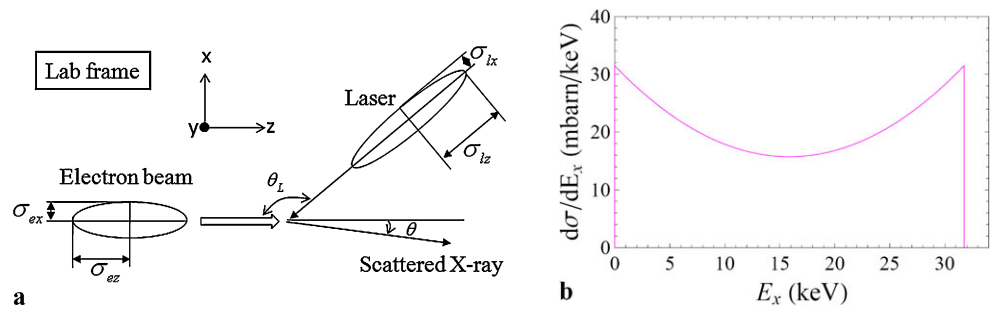 Lab frame
x
y
z
Electron beam
Laser
σlx
σlz
θL
σex
σez
θ
Scattered X-ray
a
dσ/dEx (mbarn/keV)
40
30
20
10
0
0 5 10 15 20 25 30
Ex (keV)
b